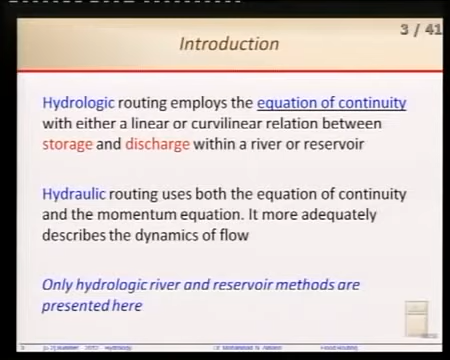 3 / 41
Introduction
Hydrologic routing employs the equation of continuity
with either a linear or curvilinear relation between
storage and discharge within a river or reservoir
Hydraulic routing uses both the equation of continuity
and the momentum equation. It more adequately
describes the dynamics of flow
Only hydrologic river and reservoir methods are
presented here